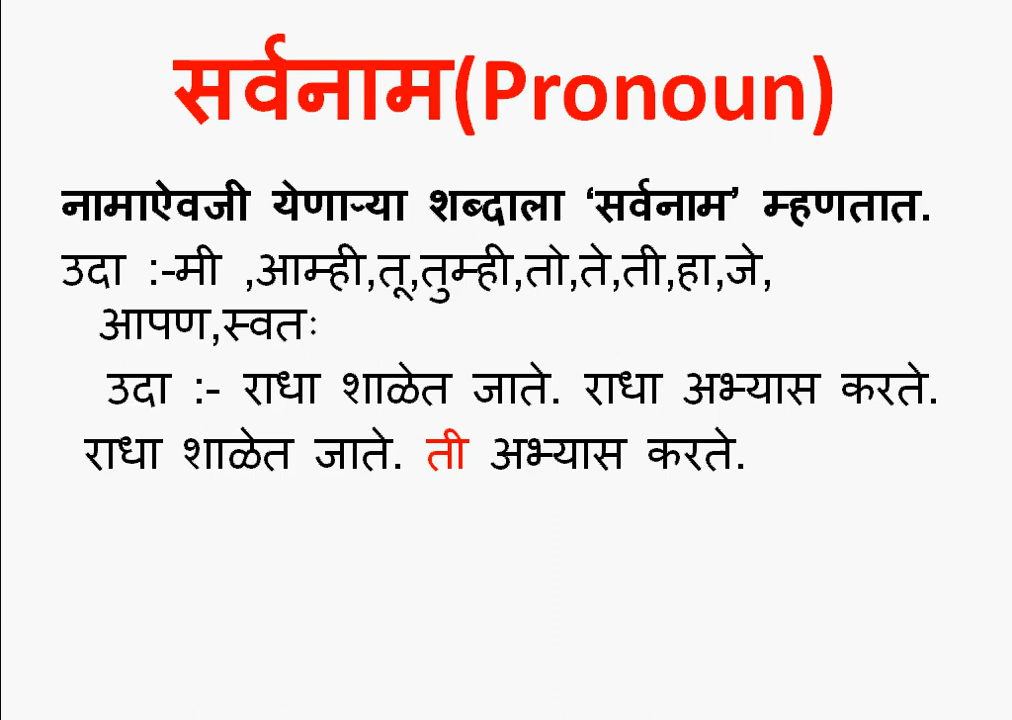 सर्वनाम(Pronoun)
नामाऐवजी येणाऱ्या शब्दाला ‘सर्वनाम’ म्हणतात.
उदा :-मी ,आम्ही,तू,तुम्ही,तो,ते,ती,हा,जे,
आपण,स्वतः
उदा :- राधा शाळेत जाते. राधा अभ्यास करते.
राधा शाळेत जाते. ती अभ्यास करते.